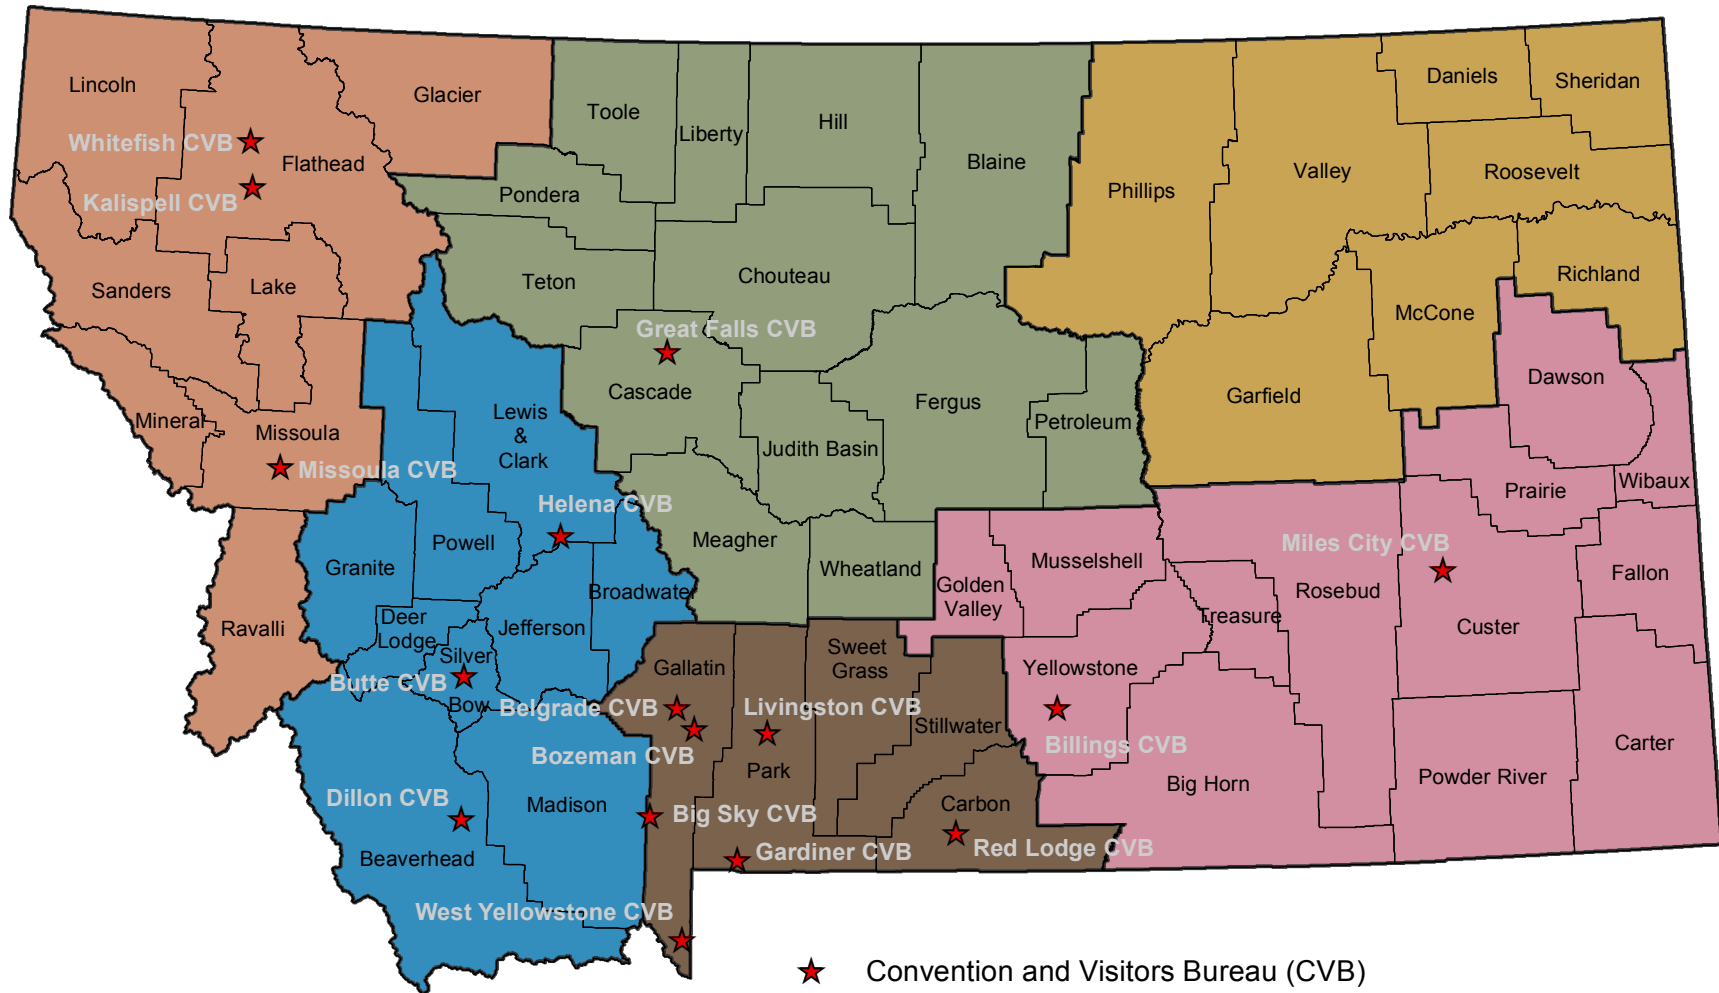 Lincoln
Glacier
Toole
Liberty
Hill
Blaine
Daniels
Sheridan
Whitefish CVB
Flathead
Kalispell CVB
Pondera
Phillips
Valley
Roosevelt
Sanders
Lake
Teton
Chouteau
Richland
McCone
Great Falls CVB
Cascade
Dawson
Mineral
Missoula
Lewis
&
Clark
Judith Basin
Fergus
Petroleum
Garfield
Missoula CVB
Helena CVB
Prairie
Wibaux
Powell
Granite
Meagher
Wheatland
Golden
Valley
Musselshell
Miles City CVB
Rosebud
Fallon
Broadwater
Deer
Lodge
Jefferson
Treasure
Custer
Ravalli
Silver
Bow
Butte CVB
Gallatin
Sweet
Grass
Yellowstone
Belgrade CVB
Livingston CVB
Stillwater
Bozeman CVB
Park
Billings CVB
Carter
Dillon CVB
Madison
Big Sky CVB
Carbon
Big Horn
Powder River
Beaverhead
Gardiner CVB
Red Lodge CVB
West Yellowstone CVB
Convention and Visitors Bureau (CVB)